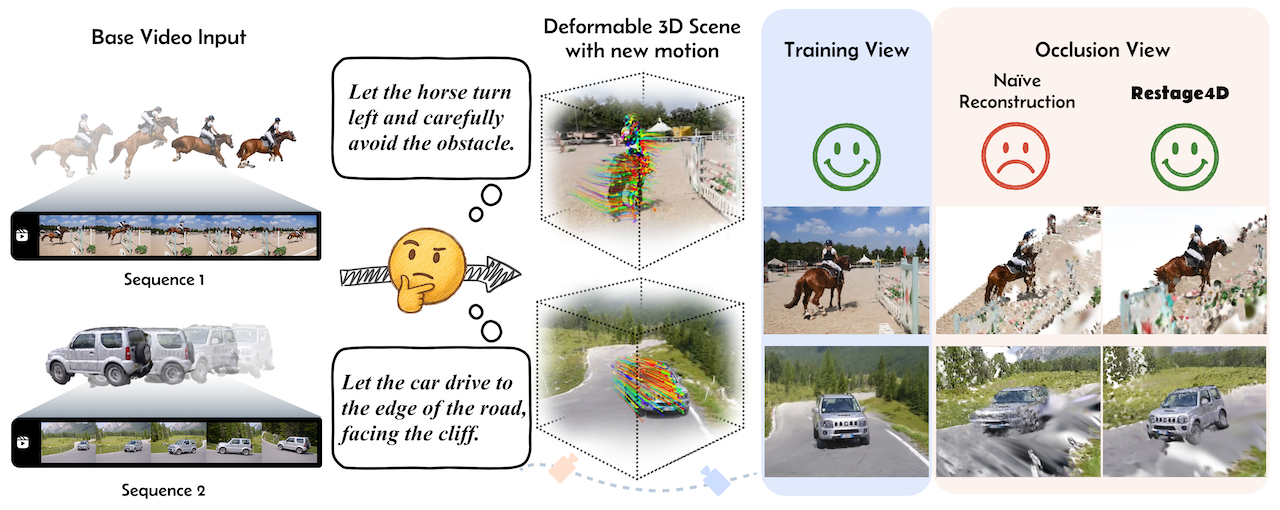 Base Video Input
Sequence 1
Sequence 2
Let the horse turn
left and carefully
avoid the obstacle.
Let the car drive to
the edge of the road,
facing the cliff.
Deformable 3D Scene
with new motion
Training View
Occlusion View
Naïve
Reconstruction
Restage4D